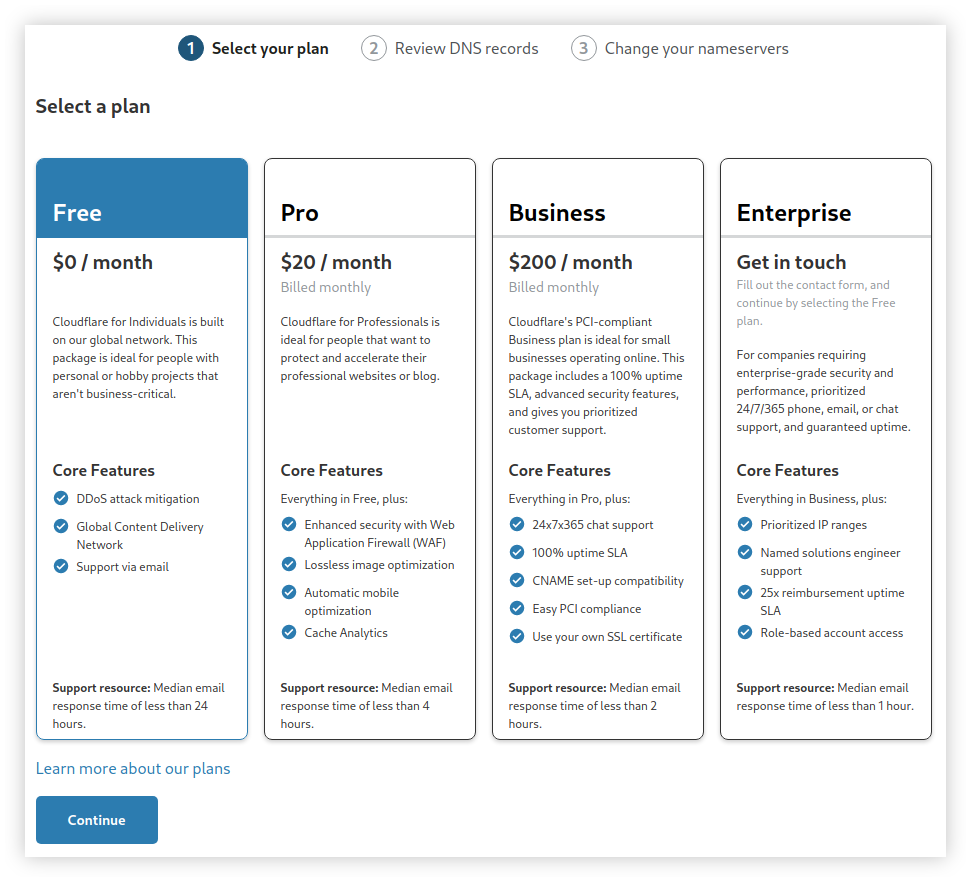 1 Select your plan
2 Review DNS records
3 Change your nameservers
Select a plan
Free
$0 / month
Cloudflare for Individuals is built
on our global network. This
package is ideal for people with
personal or hobby projects that
aren't business-critical.
Core Features
DDoS attack mitigation
Global Content Delivery
Network
Support via email
Support resource: Median email
response time of less than 24
hours.
Pro
$20 / month
Billed monthly
Cloudflare for Professionals is
ideal for people that want to
protect and accelerate their
professional websites or blog.
Core Features
Everything in Free, plus:
Enhanced security with Web
Application Firewall (WAF)
Lossless image optimization
Automatic mobile
optimization
Cache Analytics
Support resource: Median email
response time of less than 4
hours.
Business
$200 / month
Billed monthly
Cloudflare's PCI-compliant
Business plan is ideal for small
businesses operating online. This
package includes a 100% uptime
SLA, advanced security features,
and gives you prioritized
customer support.
Core Features
Everything in Pro, plus:
24x7x365 chat support
100% uptime SLA
CNAME set-up compatibility
Easy PCI compliance
Use your own SSL certificate
Support resource: Median email
response time of less than 2
hours.
Enterprise
Get in touch
Fill out the contact form, and
continue by selecting the Free
plan.
For companies requiring
enterprise-grade security and
performance, prioritized
24/7/365 phone, email, or chat
support, and guaranteed uptime.
Core Features
Everything in Business, plus:
Prioritized IP ranges
Named solutions engineer
support
25x reimbursement uptime
SLA
Role-based account access
Support resource: Median email
response time of less than 1 hour.
Learn more about our plans
Continue